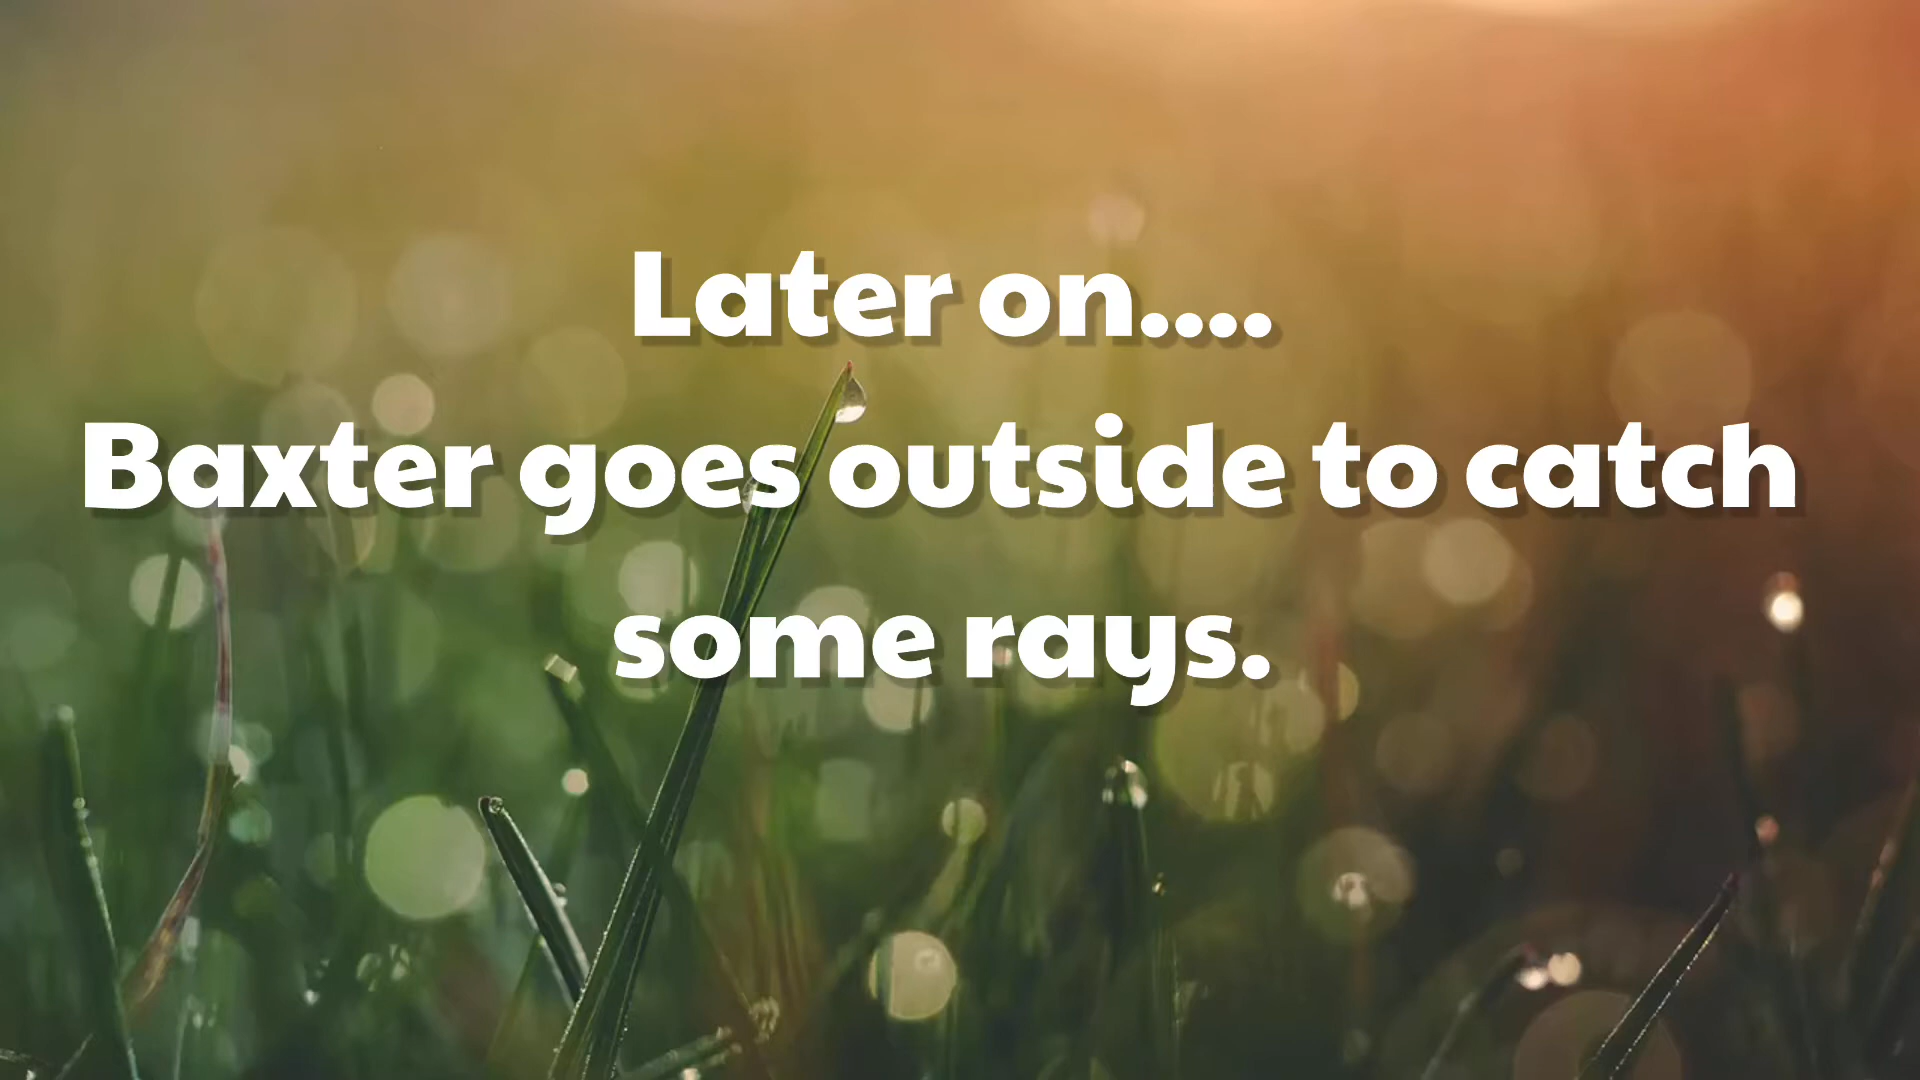 Later on....
Baxter goes outside to catch
some rays.